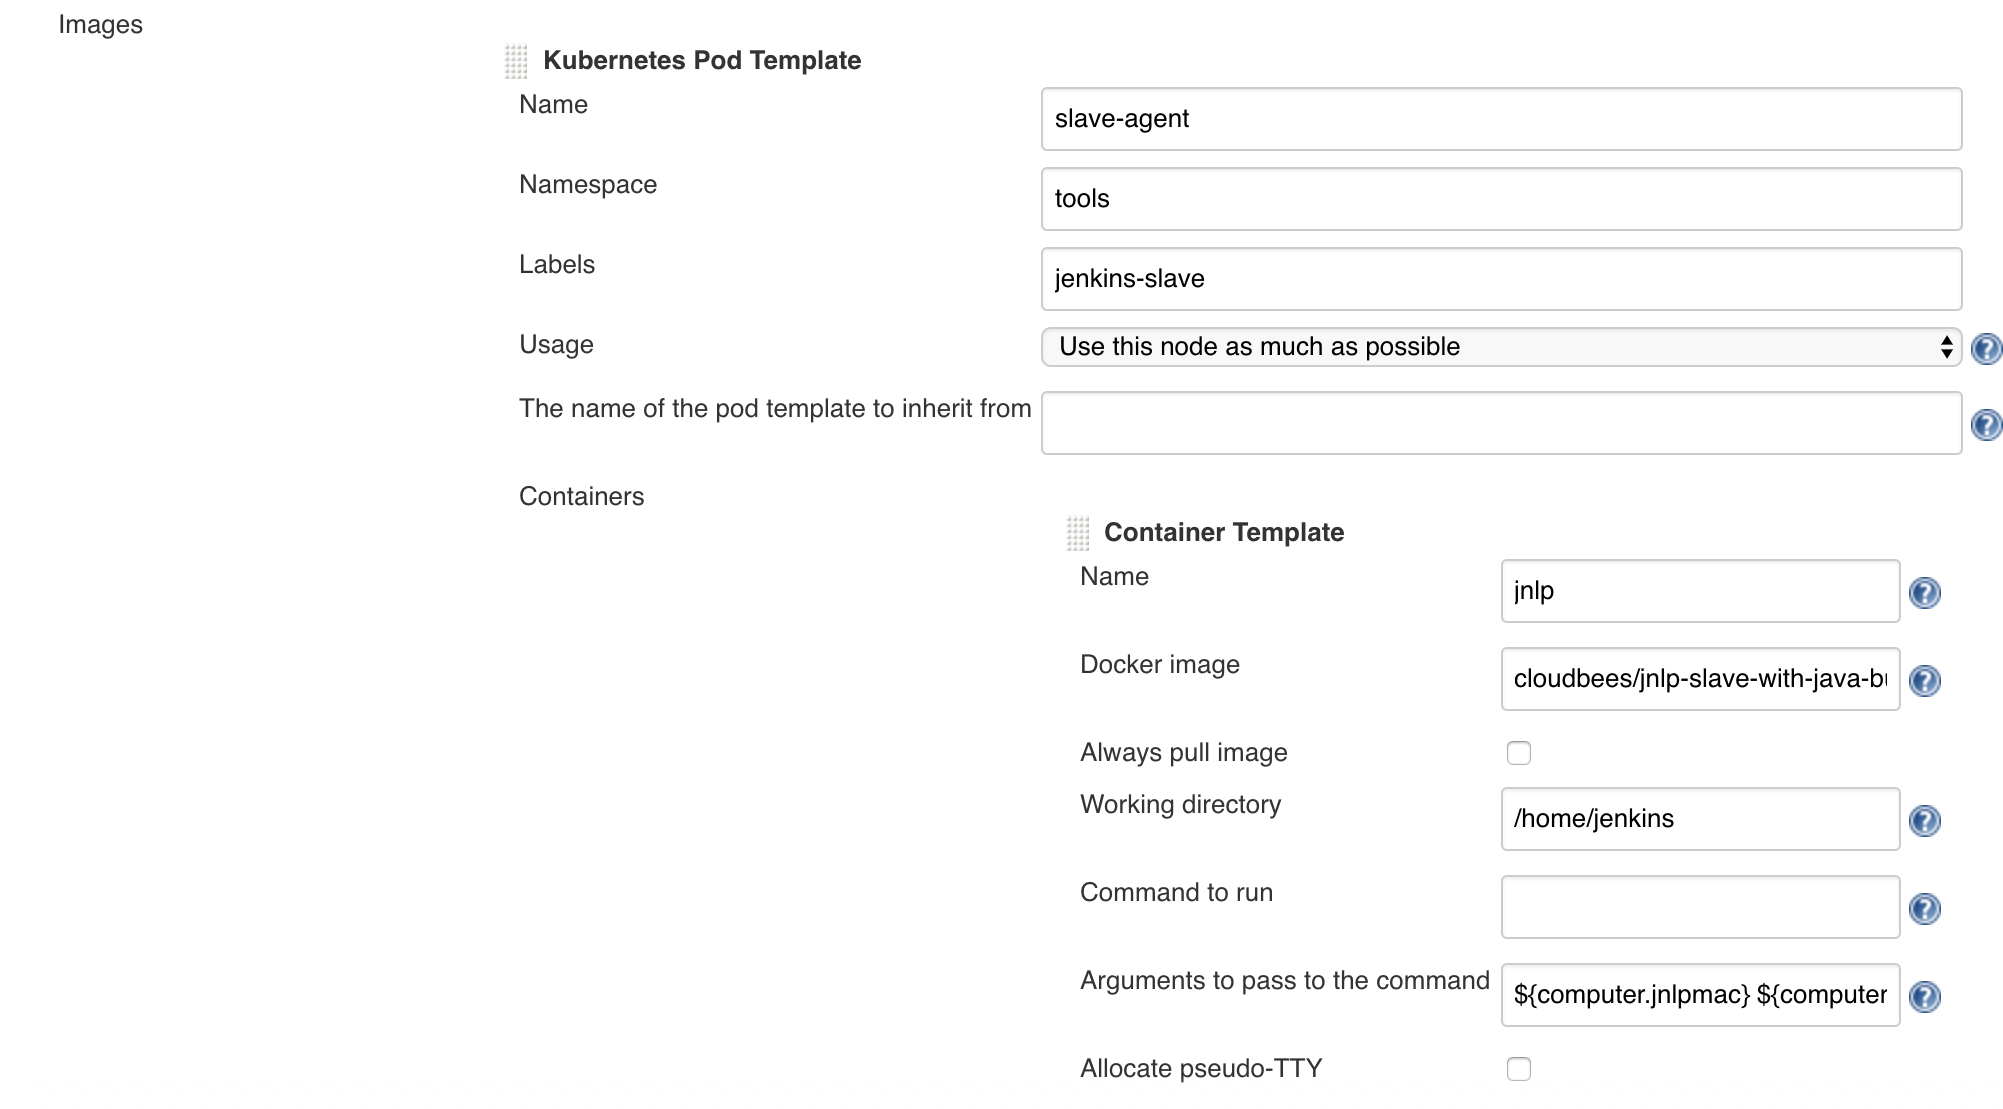 Images
Kubernetes Pod Template
Name
slave-agent
Namespace
tools
Labels
jenkins-slave
Usage
Use this node as much as possible
The name of the pod template to inherit from
Containers
Container Template
Name
jnlp
Docker image
cloudbees/jnlp-slave-with-java-bu
Always pull image
Working directory
/home/jenkins
Command to run
Arguments to pass to the command
${computer.jnlpmac} ${computer
Allocate pseudo-TTY